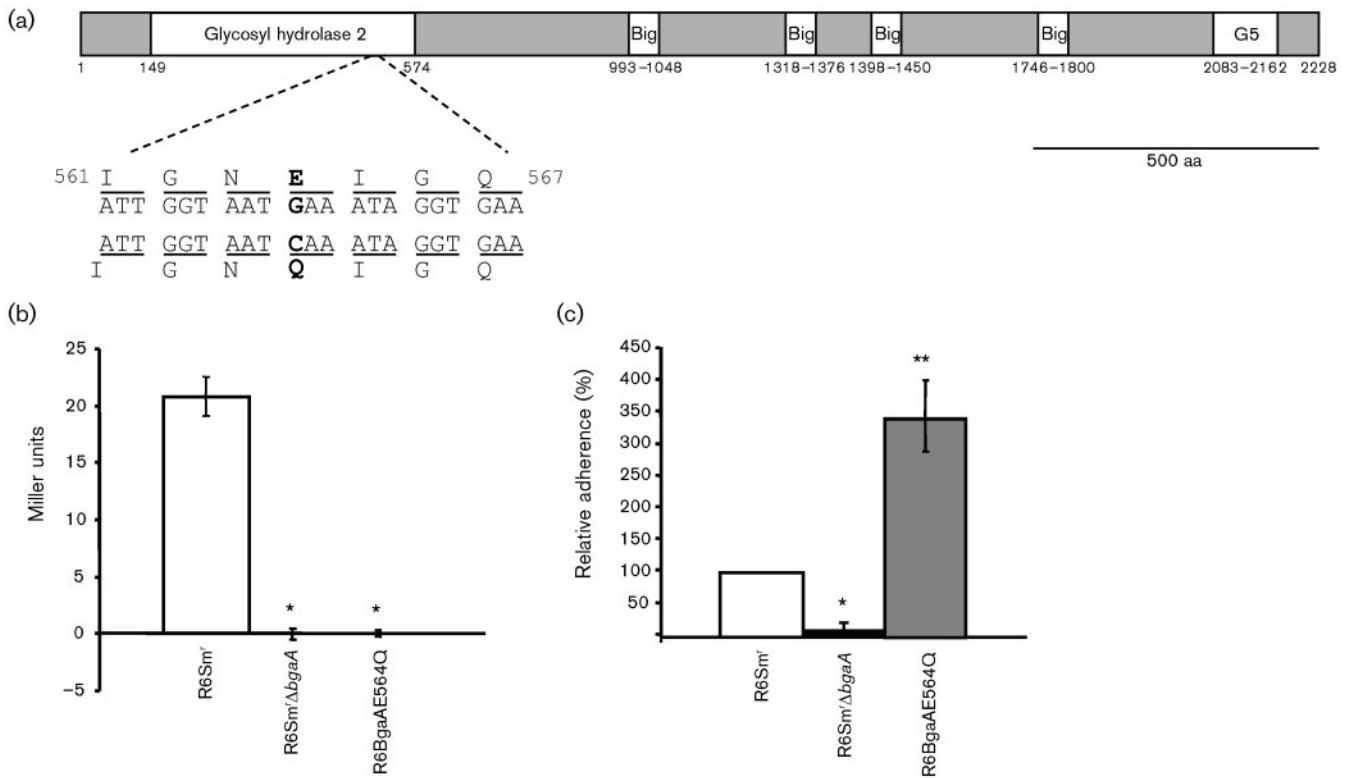 (a)
Glycosyl hydrolase 2 Big Big Big Big G5
1 149 574 993–1048 1318–1376 1398–1450 1746–1800 2083–2162 2228
500 aa
561 I G N E I G Q 567
ATT GGT AAT GAA ATA GGT GAA
ATT GGT AAT CAA ATA GGT GAA
I G N Q I G Q
(b)
Miller units
25
20
15
10
5
0
−5
* *
R6Smʳ
R6SmʳΔbgaA
R6BgaAE564Q
(c)
Relative adherence (%)
450
400
350
300
250
200
150
100
50
* **
R6Smʳ
R6SmʳΔbgaA
R6BgaAE564Q